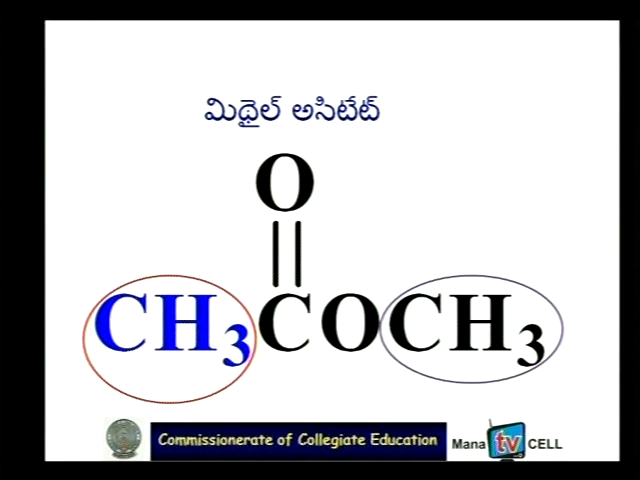 మిథైల్ అసిటేట్
O
CH3COCH3
Commissionerate of Collegiate Education
Mana tv CELL